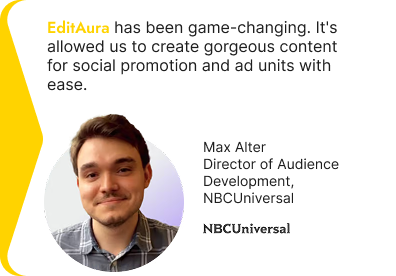 EditAura has been game-changing. It's
allowed us to create gorgeous content
for social promotion and ad units with
ease.
Max Alter
Director of Audience
Development,
NBCUniversal
NBCUniversal